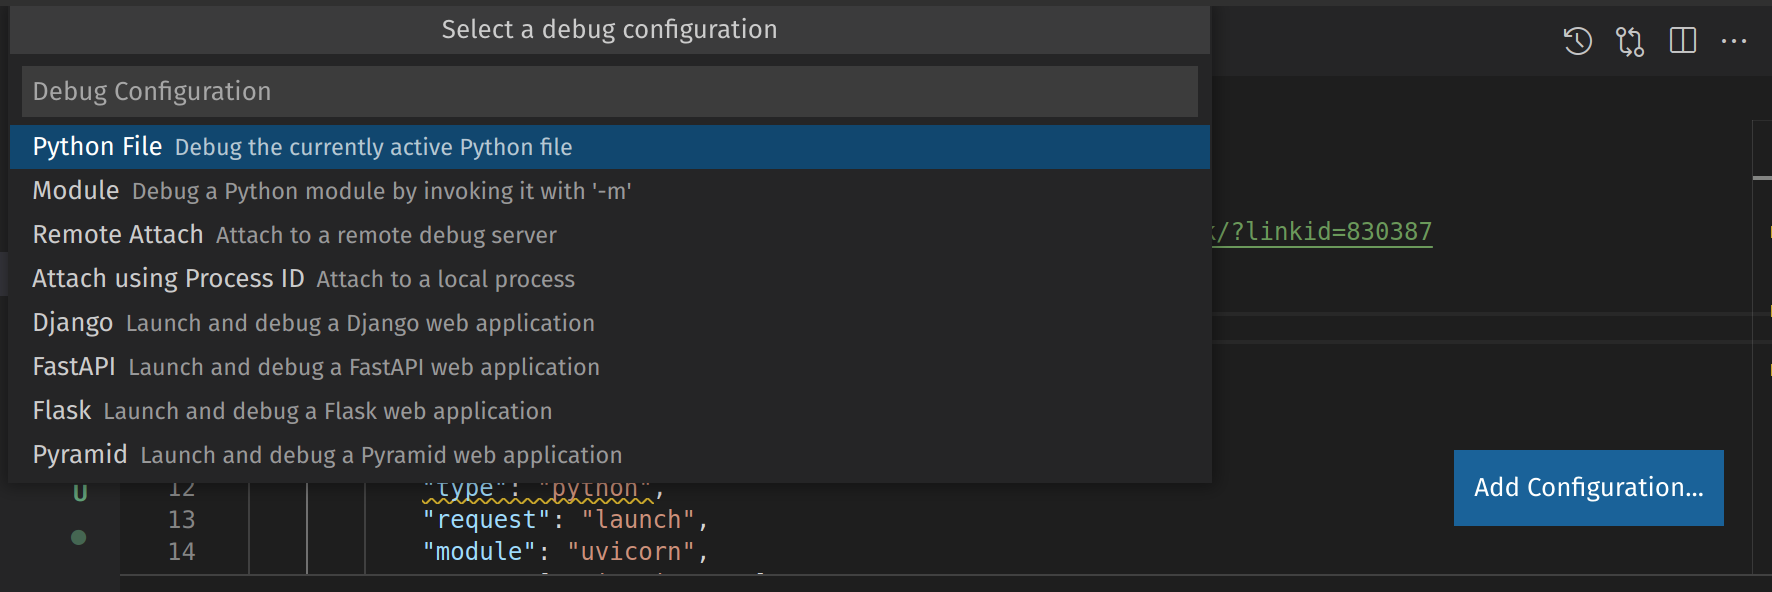 Select a debug configuration
Debug Configuration
Python File Debug the currently active Python file
Module Debug a Python module by invoking it with '-m'
Remote Attach Attach to a remote debug server
/?linkid=830387
Attach using Process ID Attach to a local process
Django Launch and debug a Django web application
FastAPI Launch and debug a FastAPI web application
Flask Launch and debug a Flask web application
Pyramid Launch and debug a Pyramid web application
Add Configuration...
U
12 "type": "python",
13 "request": "launch",
14 "module": "uvicorn",